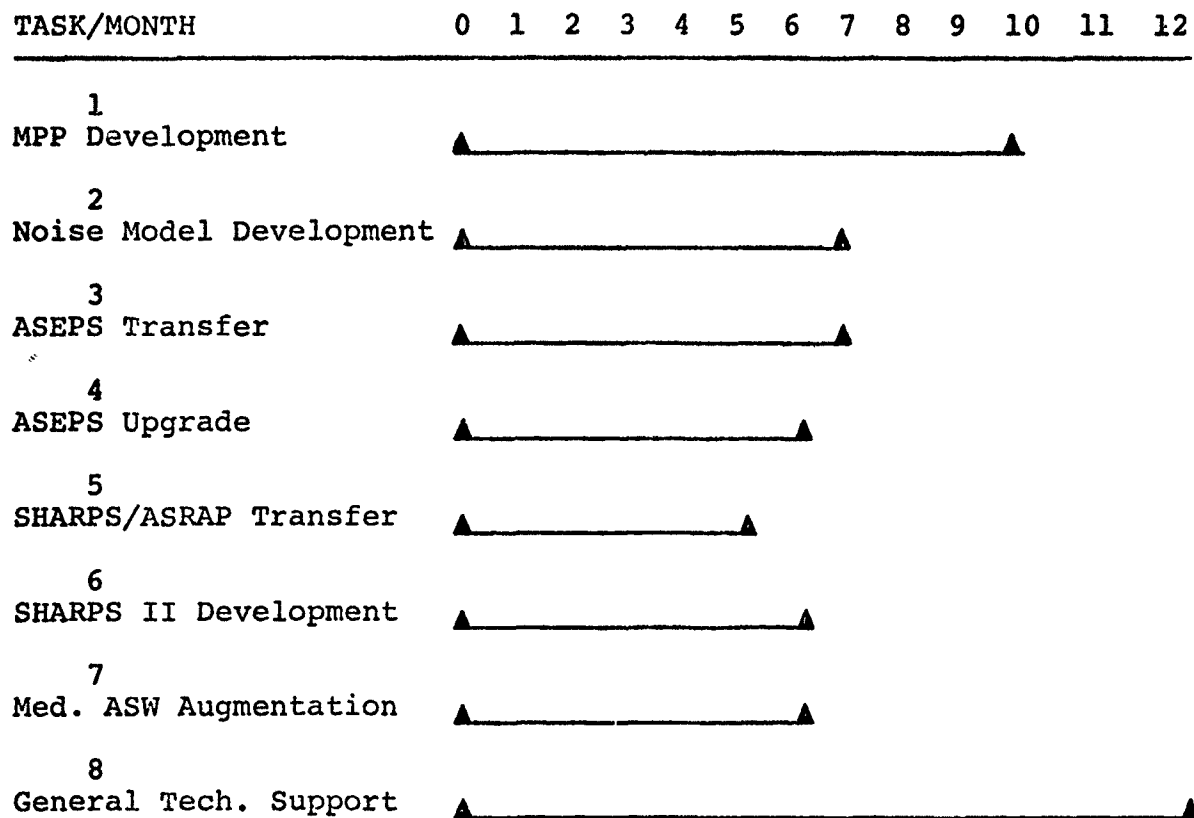 TASK/MONTH 0 1 2 3 4 5 6 7 8 9 10 11 12
1
MPP Development
2
Noise Model Development
3
ASEPS Transfer
4
ASEPS Upgrade
5
SHARPS/ASRAP Transfer
6
SHARPS II Development
7
Med. ASW Augmentation
8
General Tech. Support